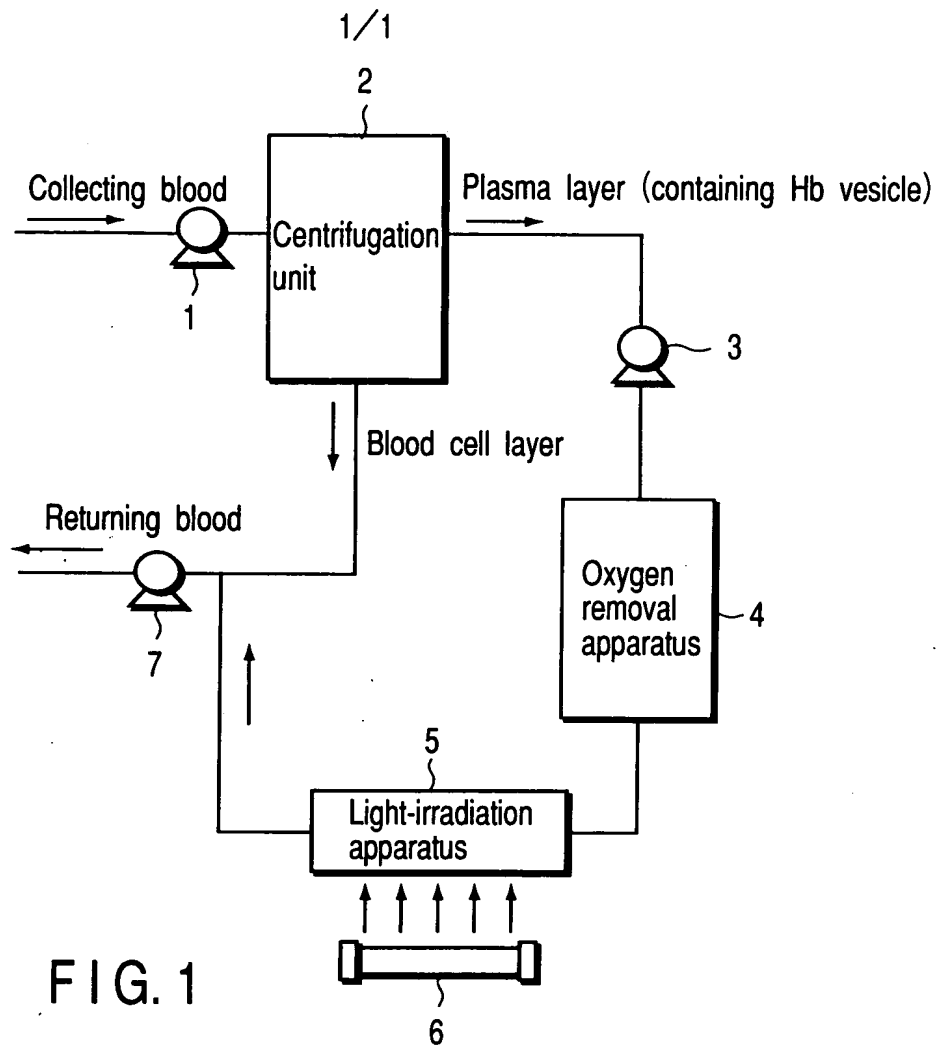 1/1
2
Collecting blood
Plasma layer (containing Hb vesicle)
Centrifugation
unit
1
3
Blood cell layer
Returning blood
Oxygen
removal
apparatus
4
7
5
Light-irradiation
apparatus
FIG. 1
6